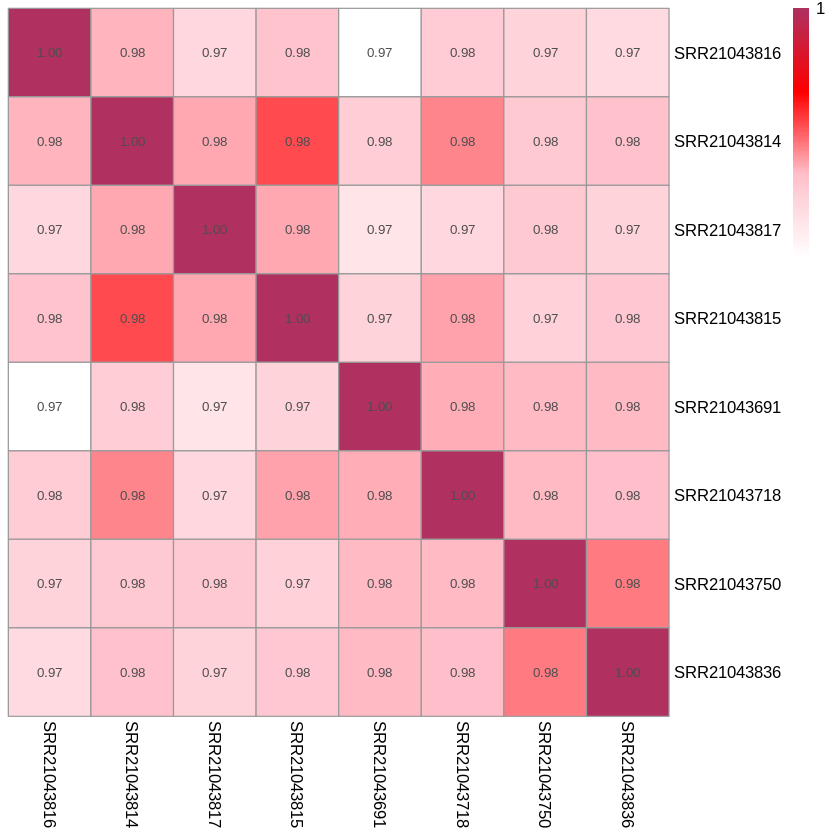 1
1.00 0.98 0.97 0.98 0.97 0.98 0.97 0.97 SRR21043816
0.98 1.00 0.98 0.98 0.98 0.98 0.98 0.98 SRR21043814
0.97 0.98 1.00 0.98 0.97 0.97 0.98 0.97 SRR21043817
0.98 0.98 0.98 1.00 0.97 0.98 0.97 0.98 SRR21043815
0.97 0.98 0.97 0.97 1.00 0.98 0.98 0.98 SRR21043691
0.98 0.98 0.97 0.98 0.98 1.00 0.98 0.98 SRR21043718
0.97 0.98 0.98 0.97 0.98 0.98 1.00 0.98 SRR21043750
0.97 0.98 0.97 0.98 0.98 0.98 0.98 1.00 SRR21043836
SRR21043816
SRR21043814
SRR21043817
SRR21043815
SRR21043691
SRR21043718
SRR21043750
SRR21043836